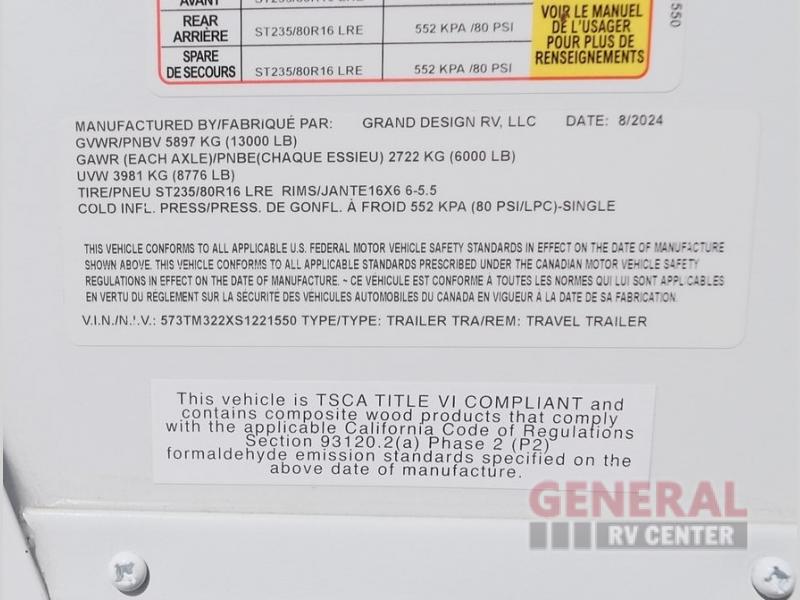 AVANT
REAR ST235/80R16 LRE 552 KPA /80 PSI
ARRIÈRE
SPARE ST235/80R16 LRE 552 KPA /80 PSI
DE SECOURS
VOIR LE MANUEL
DE L'USAGER
POUR PLUS DE
RENSEIGNEMENTS
550
MANUFACTURED BY/FABRIQUÉ PAR: GRAND DESIGN RV, LLC DATE: 8/2024
GVWR/PNBV 5897 KG (13000 LB)
GAWR (EACH AXLE)/PNBE(CHAQUE ESSIEU) 2722 KG (6000 LB)
UVW 3981 KG (8776 LB)
TIRE/PNEU ST235/80R16 LRE RIMS/JANTE16X6 6-5.5
COLD INFL. PRESS/PRESS. DE GONFL. À FROID 552 KPA (80 PSI/LPC)-SINGLE
THIS VEHICLE CONFORMS TO ALL APPLICABLE U.S. FEDERAL MOTOR VEHICLE SAFETY STANDARDS IN EFFECT ON THE DATE OF MANUFACTURE
SHOWN ABOVE. THIS VEHICLE CONFORMS TO ALL APPLICABLE STANDARDS PRESCRIBED UNDER THE CANADIAN MOTOR VEHICLE SAFETY
REGULATIONS IN EFFECT ON THE DATE OF MANUFACTURE. ~ CE VÉHICULE EST CONFORME À TOUTES LES NORMES QUI LUI SONT APPLICABLES
EN VERTU DU RÈGLEMENT SUR LA SÉCURITÉ DES VÉHICULES AUTOMOBILES DU CANADA EN VIGUEUR À LA DATE DE SA FABRICATION.
V.I.N./N.I.V.: 573TM322XS1221550 TYPE/TYPE: TRAILER TRA/REM: TRAVEL TRAILER
This vehicle is TSCA TITLE VI COMPLIANT and
contains composite wood products that comply
with the applicable California Code of Regulations
Section 93120.2(a) Phase 2 (P2)
formaldehyde emission standards specified on the
above date of manufacture.
GENERAL
RV CENTER